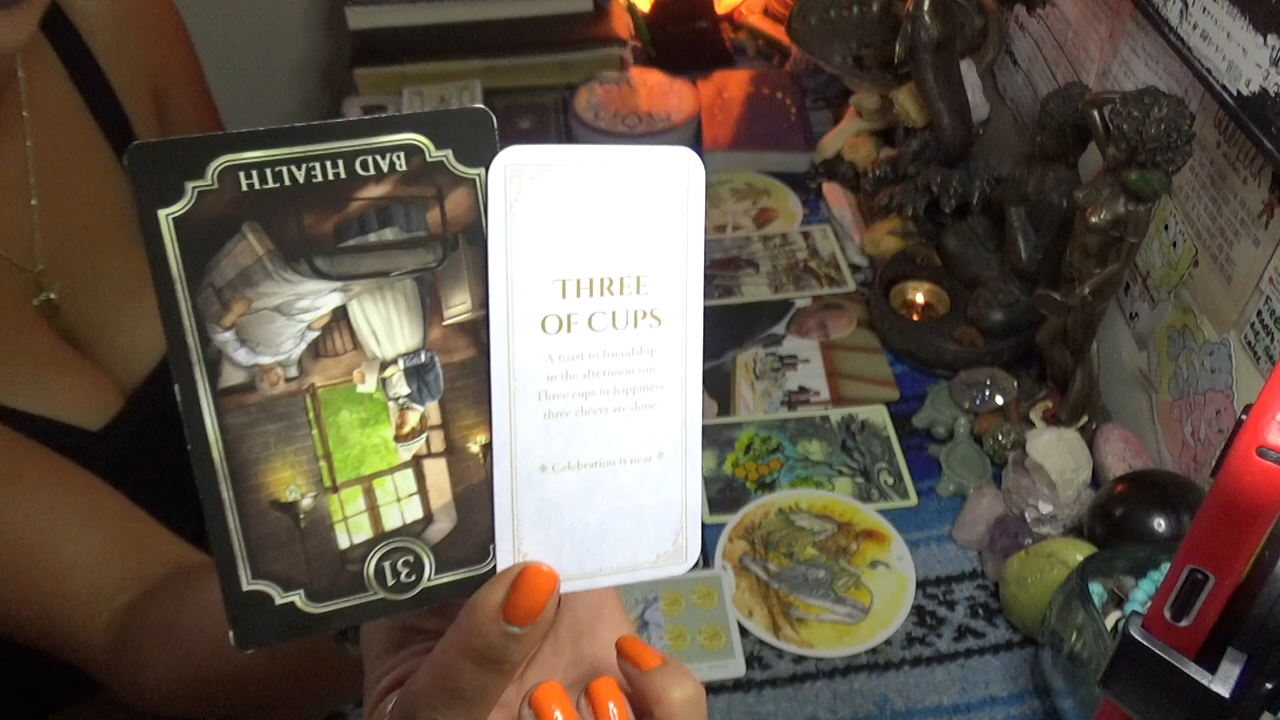 BAD HEALTH
31
THREE
OF CUPS
A toast to friendship
in the afternoon sun
Three cups in happiness
three cheers are done
Celebration is near